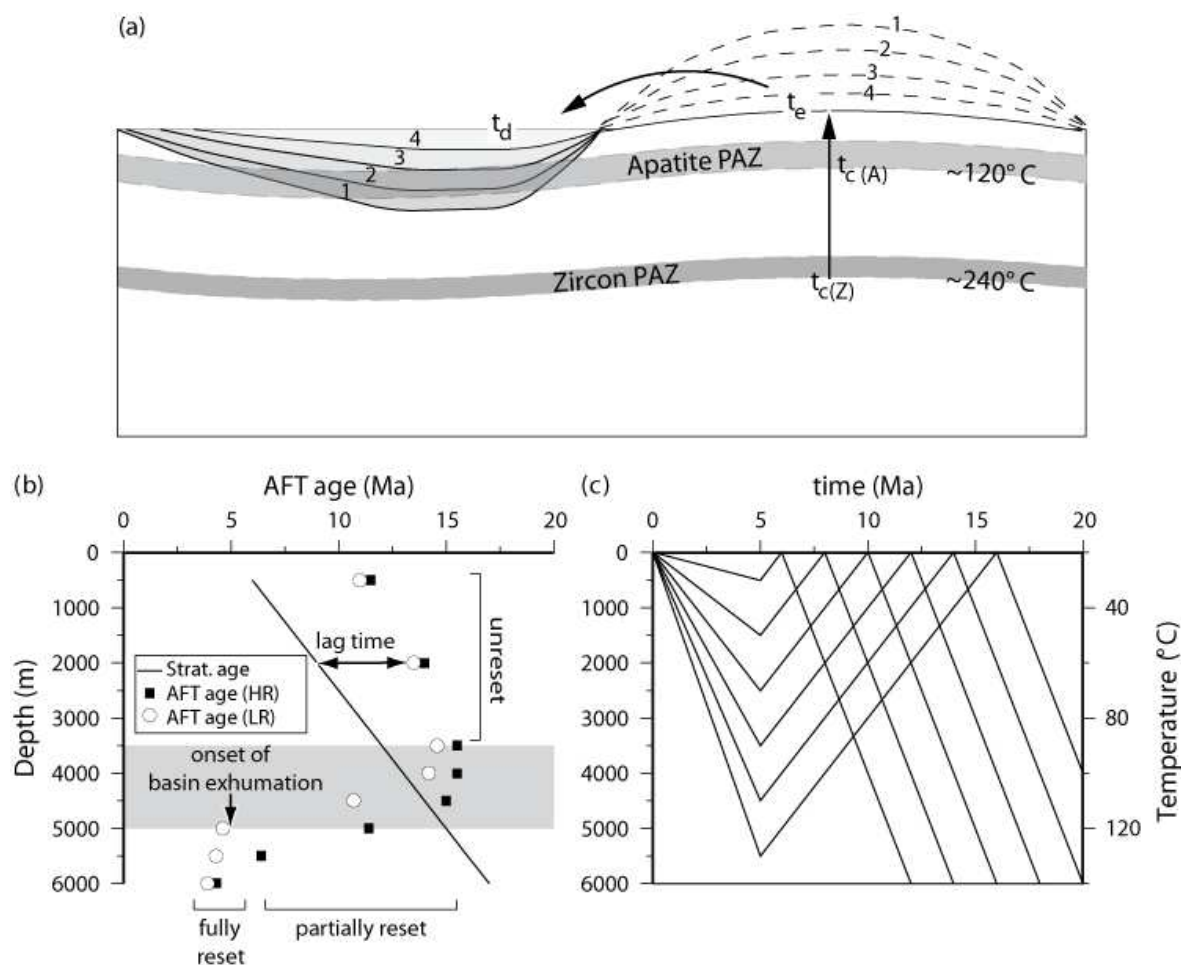 (a)
1
2
3
4
t_e
t_d
4
3
2
1
Apatite PAZ
t_c (A)
~120° C
Zircon PAZ
t_c(Z)
~240° C
(b)
AFT age (Ma)
0 5 10 15 20
0
1000
2000
3000
4000
5000
6000
Depth (m)
lag time
unreset
Strat. age
AFT age (HR)
AFT age (LR)
onset of
basin exhumation
fully
reset
partially reset
(c)
time (Ma)
0 5 10 15 20
0
1000
2000
3000
4000
5000
6000
40
80
120
Temperature (°C)